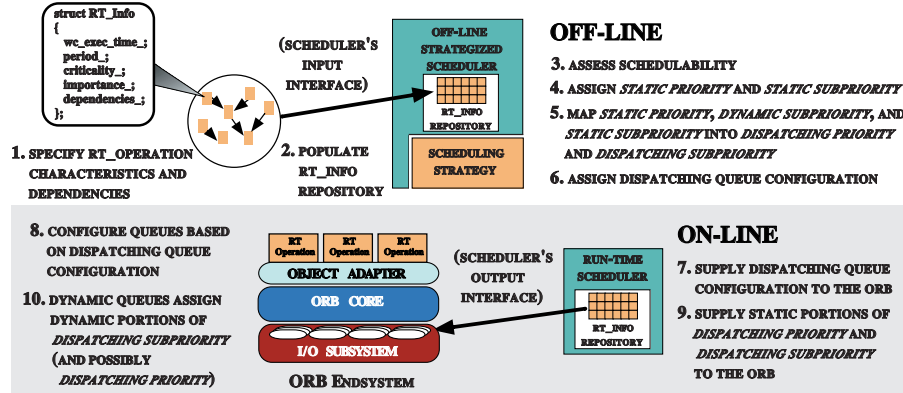 struct RT_Info
{
wc_exec_time_;
period_;
criticality_;
importance_;
dependencies_;
};
1. SPECIFY RT_OPERATION
CHARACTERISTICS AND
DEPENDENCIES
(SCHEDULER'S
INPUT
INTERFACE)
2. POPULATE
RT_INFO
REPOSITORY
OFF-LINE
STRATEGIZED
SCHEDULER
RT_INFO
REPOSITORY
SCHEDULING
STRATEGY
OFF-LINE
3. ASSESS SCHEDULABILITY
4. ASSIGN STATIC PRIORITY AND STATIC SUBPRIORITY
5. MAP STATIC PRIORITY, DYNAMIC SUBPRIORITY, AND
STATIC SUBPRIORITY INTO DISPATCHING PRIORITY
AND DISPATCHING SUBPRIORITY
6. ASSIGN DISPATCHING QUEUE CONFIGURATION
8. CONFIGURE QUEUES BASED
ON DISPATCHING QUEUE
CONFIGURATION
10. DYNAMIC QUEUES ASSIGN
DYNAMIC PORTIONS OF
DISPATCHING SUBPRIORITY
(AND POSSIBLY
DISPATCHING PRIORITY)
RT Operation
RT Operation
RT Operation
OBJECT ADAPTER
ORB CORE
I/O SUBSYSTEM
ORB ENDSYSTEM
(SCHEDULER'S
OUTPUT
INTERFACE)
RUN-TIME
SCHEDULER
RT_INFO
REPOSITORY
ON-LINE
7. SUPPLY DISPATCHING QUEUE
CONFIGURATION TO THE ORB
9. SUPPLY STATIC PORTIONS OF
DISPATCHING PRIORITY AND
DISPATCHING SUBPRIORITY
TO THE ORB